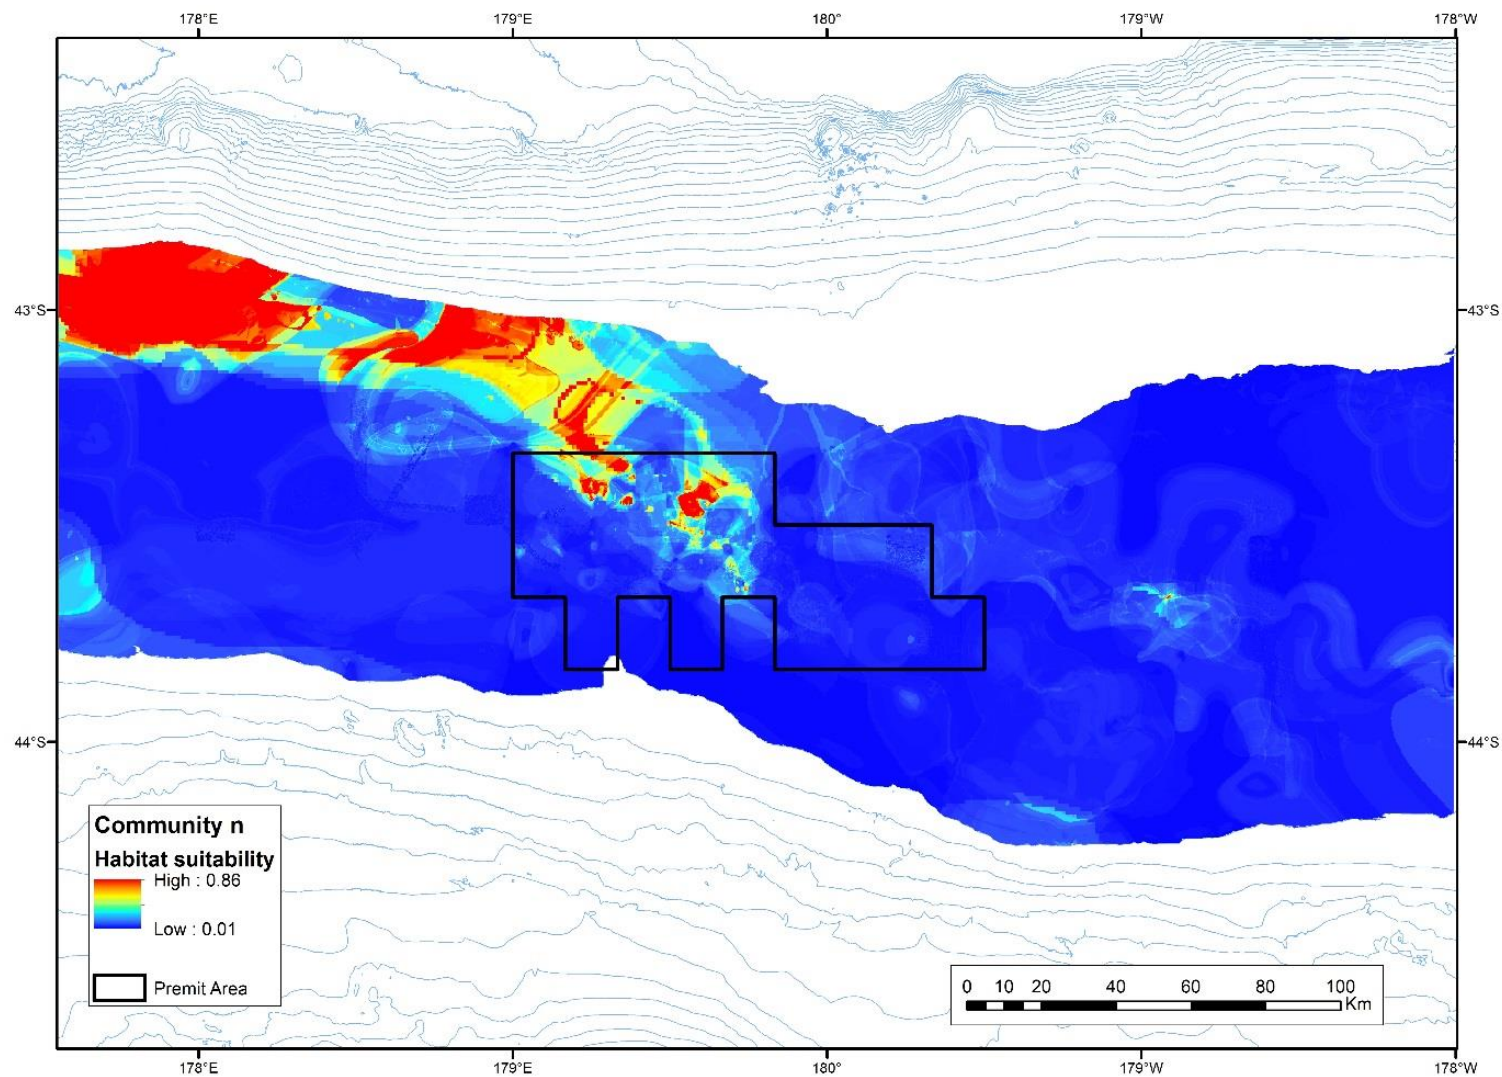 178°E 179°E 180° 179°W 178°W
43°S 43°S
44°S 44°S
Community n
Habitat suitability
High : 0.86
Low : 0.01
Premit Area
0 10 20 40 60 80 100
Km
178°E 179°E 180° 179°W 178°W